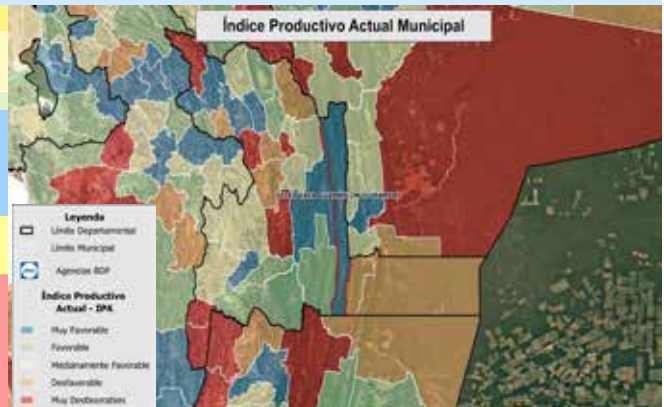 Índice Productivo Actual Municipal
Leyenda
Límite Departamental
Límite Municipal
Agencias BDP
Índice Productivo
Actual - IPA
Muy Favorable
Favorable
Medianamente Favorable
Desfavorable
Muy Desfavorables